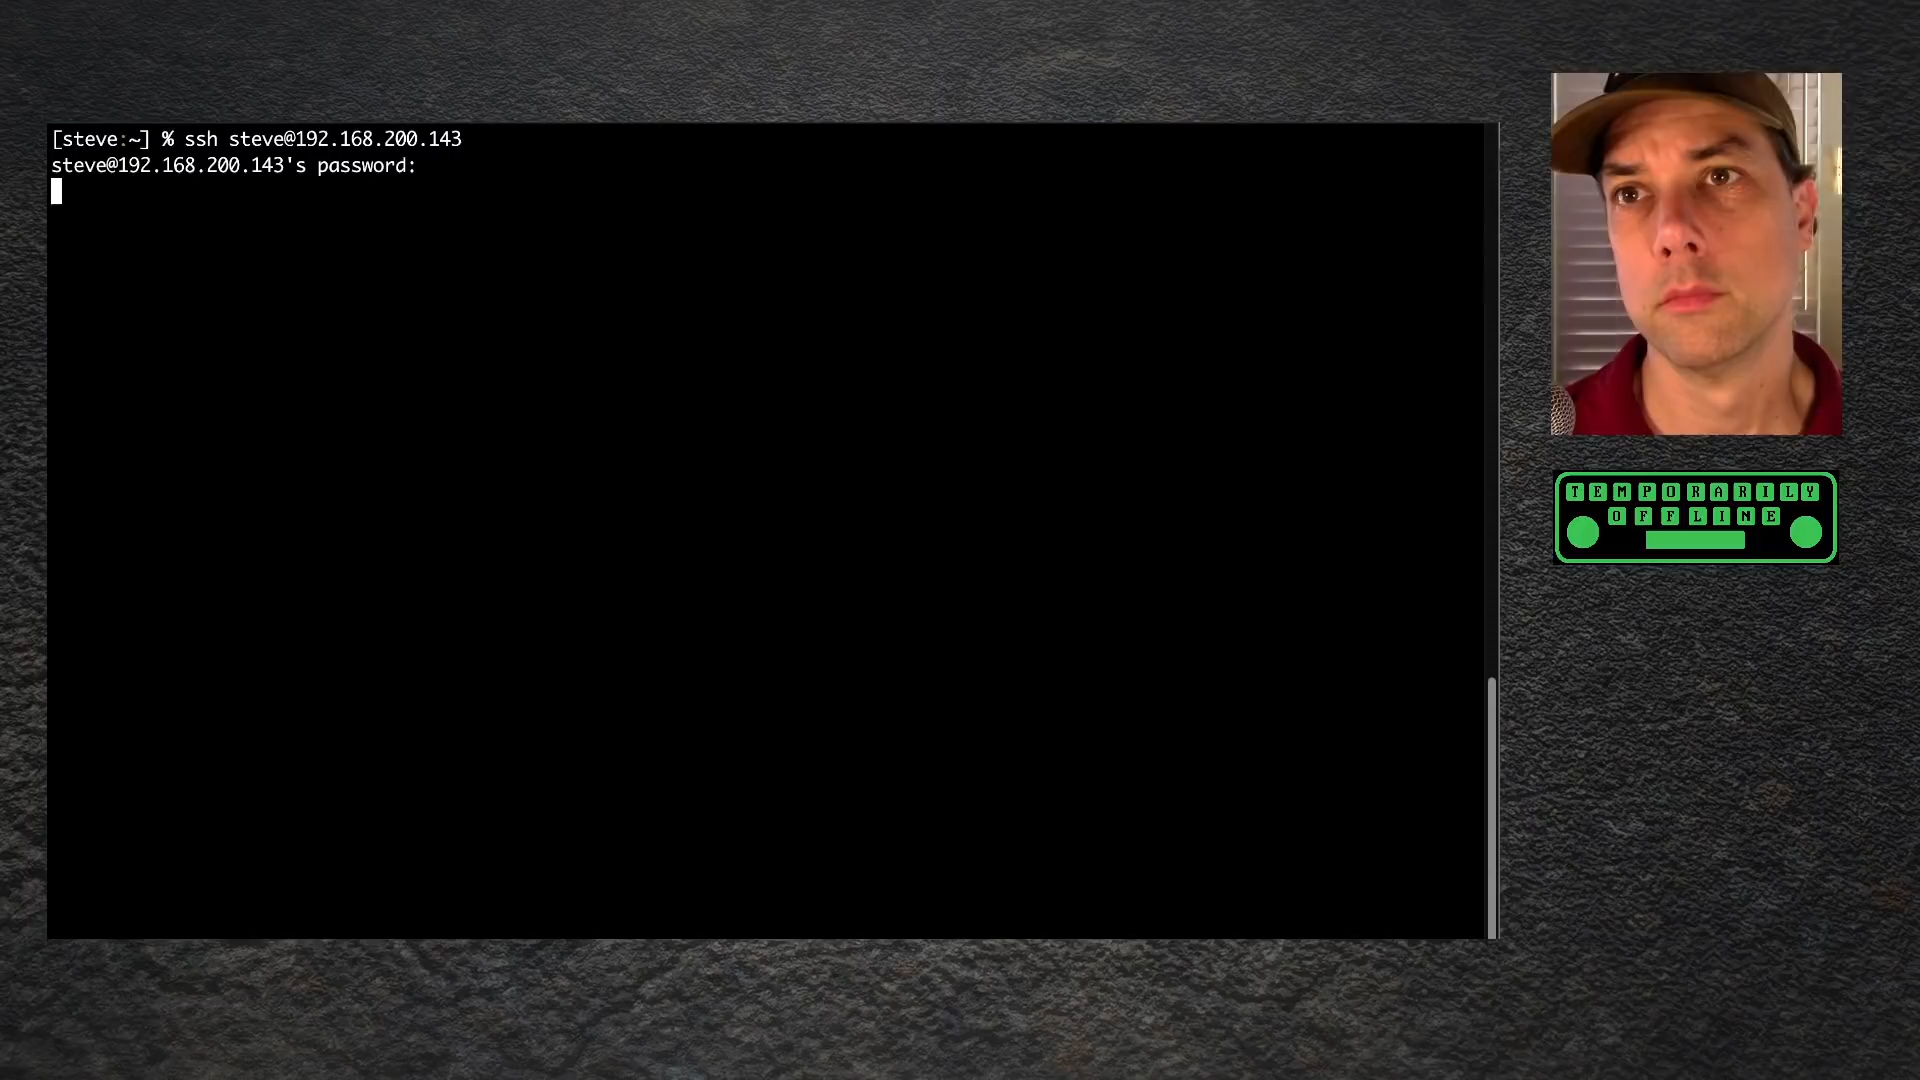 [steve:~] % ssh steve@192.168.200.143
steve@192.168.200.143's password:
TEMPORARILY
OFFLINE